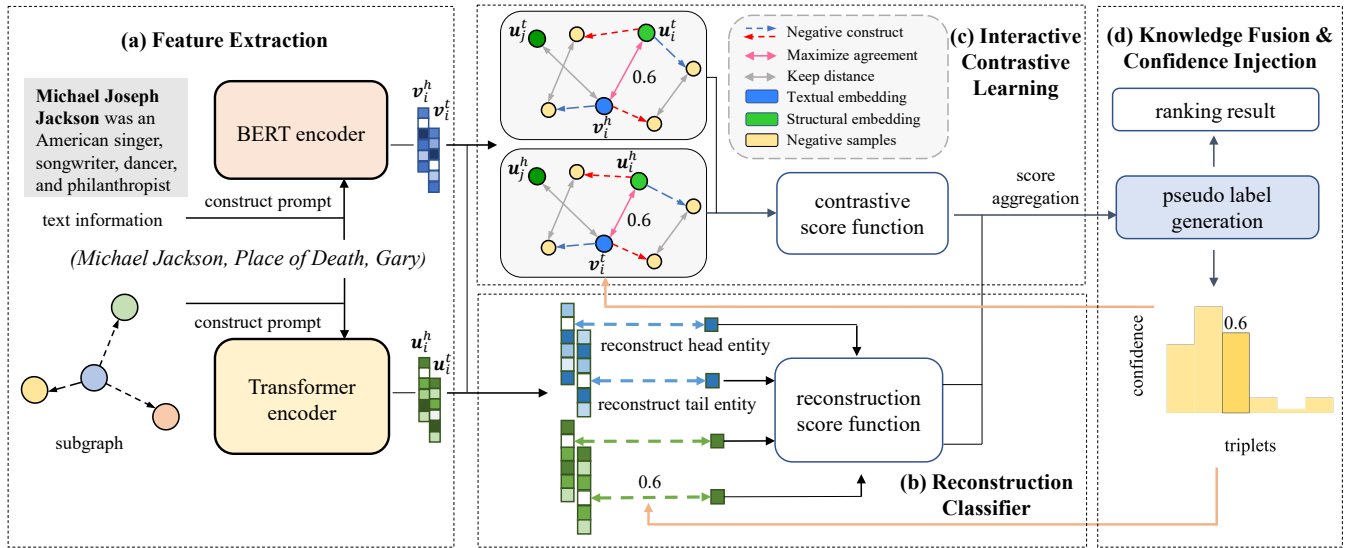 (a) Feature Extraction
Michael Joseph
Jackson was an
American singer,
songwriter, dancer,
and philanthropist
text information
BERT encoder
construct prompt
(Michael Jackson, Place of Death, Gary)
construct prompt
Transformer
encoder
subgraph
v_i^h
v_i^t
u_i^h
u_i^t
(c) Interactive
Contrastive
Learning
u_j^t
u_i^t
0.6
v_i^h
u_j^h
u_i^h
0.6
v_i^t
Negative construct
Maximize agreement
Keep distance
Textual embedding
Structural embedding
Negative samples
contrastive
score function
score
aggregation
reconstruct head entity
reconstruct tail entity
0.6
reconstruction
score function
(b) Reconstruction
Classifier
(d) Knowledge Fusion &
Confidence Injection
ranking result
pseudo label
generation
confidence
0.6
triplets